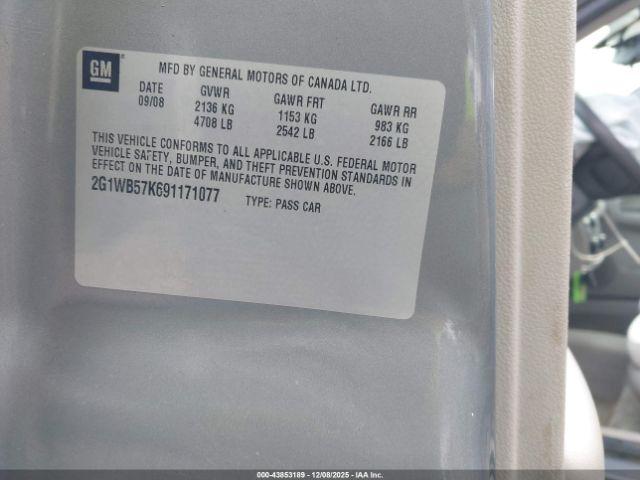 GM
MFD BY GENERAL MOTORS OF CANADA LTD.
DATE GVWR GAWR FRT GAWR RR
09/08 2136 KG 1153 KG 983 KG
4708 LB 2542 LB 2166 LB
THIS VEHICLE CONFORMS TO ALL APPLICABLE U.S. FEDERAL MOTOR
VEHICLE SAFETY, BUMPER, AND THEFT PREVENTION STANDARDS IN
EFFECT ON THE DATE OF MANUFACTURE SHOWN ABOVE.
2G1WB57K691171077 TYPE: PASS CAR
000-43853189 - 12/08/2025 - IAA Inc.